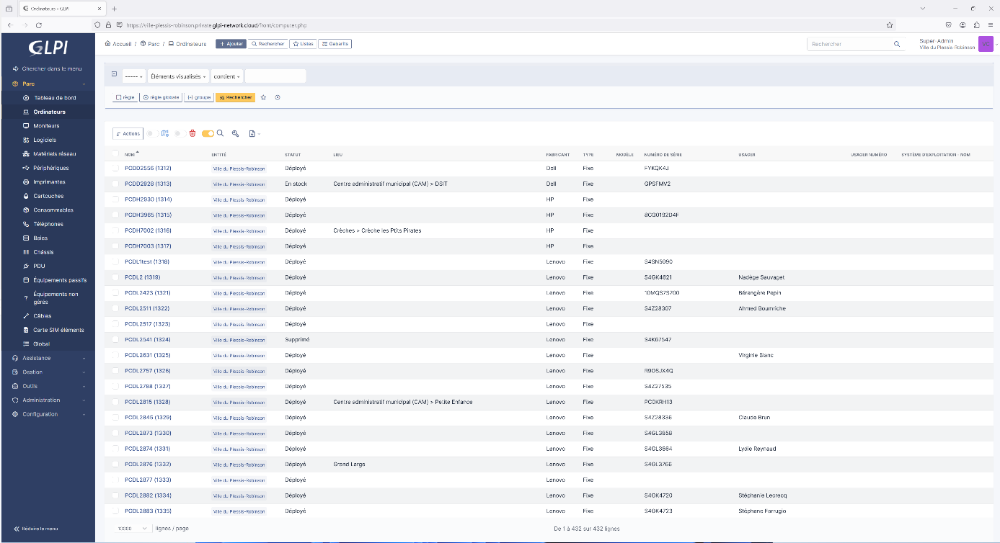 Ordinateurs - GLPI
https://ville-plessis-robinson.private.glpi-network.cloud/front/computer.php
GLPI
Accueil / Parc / Ordinateurs
Ajouter
Rechercher
Listes
Gabarits
Rechercher
Super-Admin
Ville du Plessis Robinson
VC
Chercher dans le menu
Parc
Tableau de bord
Ordinateurs
Moniteurs
Logiciels
Matériels réseau
Périphériques
Imprimantes
Cartouches
Consommables
Téléphones
Baies
Châssis
PDU
Équipements passifs
Équipements non
gérés
Câbles
Carte SIM éléments
Global
Assistance
Gestion
Outils
Administration
Configuration
Réduire le menu
----- Éléments visualisés contient
règle règle globale groupe Rechercher
Actions
NOM ENTITÉ STATUT LIEU FABRICANT TYPE MODÈLE NUMÉRO DE SÉRIE USAGER USAGER NUMÉRO SYSTÈME D'EXPLOITATION - NOM
PCDD2556 (1312) Ville du Plessis-Robinson Déployé Dell Fixe FYKQK4J
PCDD2928 (1313) Ville du Plessis-Robinson En stock Centre administratif municipal (CAM) > DSIT Dell Fixe GPSFMV2
PCDH2930 (1314) Ville du Plessis-Robinson Déployé HP Fixe
PCDH3965 (1315) Ville du Plessis-Robinson Déployé HP Fixe 8CG0192D4F
PCDH7002 (1316) Ville du Plessis-Robinson Déployé Crèches > Crèche les Ptits Pirates HP Fixe
PCDH7003 (1317) Ville du Plessis-Robinson Déployé HP Fixe
PCDL1test (1318) Ville du Plessis-Robinson Déployé Lenovo Fixe S4SN5090
PCDL2 (1319) Ville du Plessis-Robinson Déployé Lenovo Fixe S4GK4621 Nadège Sauvaget
PCDL2423 (1321) Ville du Plessis-Robinson Déployé Lenovo Fixe 10MQS7S700 Bérangère Pepin
PCDL2511 (1322) Ville du Plessis-Robinson Déployé Lenovo Fixe S4Z28307 Ahmed Boumriche
PCDL2517 (1323) Ville du Plessis-Robinson Déployé Lenovo Fixe
PCDL2541 (1324) Ville du Plessis-Robinson Supprimé Lenovo Fixe S4K67547
PCDL2631 (1325) Ville du Plessis-Robinson Déployé Lenovo Fixe Virginie Blanc
PCDL2757 (1326) Ville du Plessis-Robinson Déployé Lenovo Fixe R9OSJX4Q
PCDL2788 (1327) Ville du Plessis-Robinson Déployé Lenovo Fixe S4Z27535
PCDL2815 (1328) Ville du Plessis-Robinson Déployé Centre administratif municipal (CAM) > Petite Enfance Lenovo Fixe PC0KRH13
PCDL2845 (1329) Ville du Plessis-Robinson Déployé Lenovo Fixe S4Z28336 Claude Brun
PCDL2873 (1330) Ville du Plessis-Robinson Déployé Lenovo Fixe S4GL3858
PCDL2874 (1331) Ville du Plessis-Robinson Déployé Lenovo Fixe S4GL3864 Lydie Reynaud
PCDL2876 (1332) Ville du Plessis-Robinson Déployé Grand Large Lenovo Fixe S4GL3766
PCDL2877 (1333) Ville du Plessis-Robinson Déployé Lenovo Fixe
PCDL2882 (1334) Ville du Plessis-Robinson Déployé Lenovo Fixe S4GK4720 Stéphanie Lecrecq
PCDL2883 (1335) Ville du Plessis-Robinson Déployé Lenovo Fixe S4GK4723 Stéphane Farrugio
10000 lignes / page De 1 à 432 sur 432 lignes